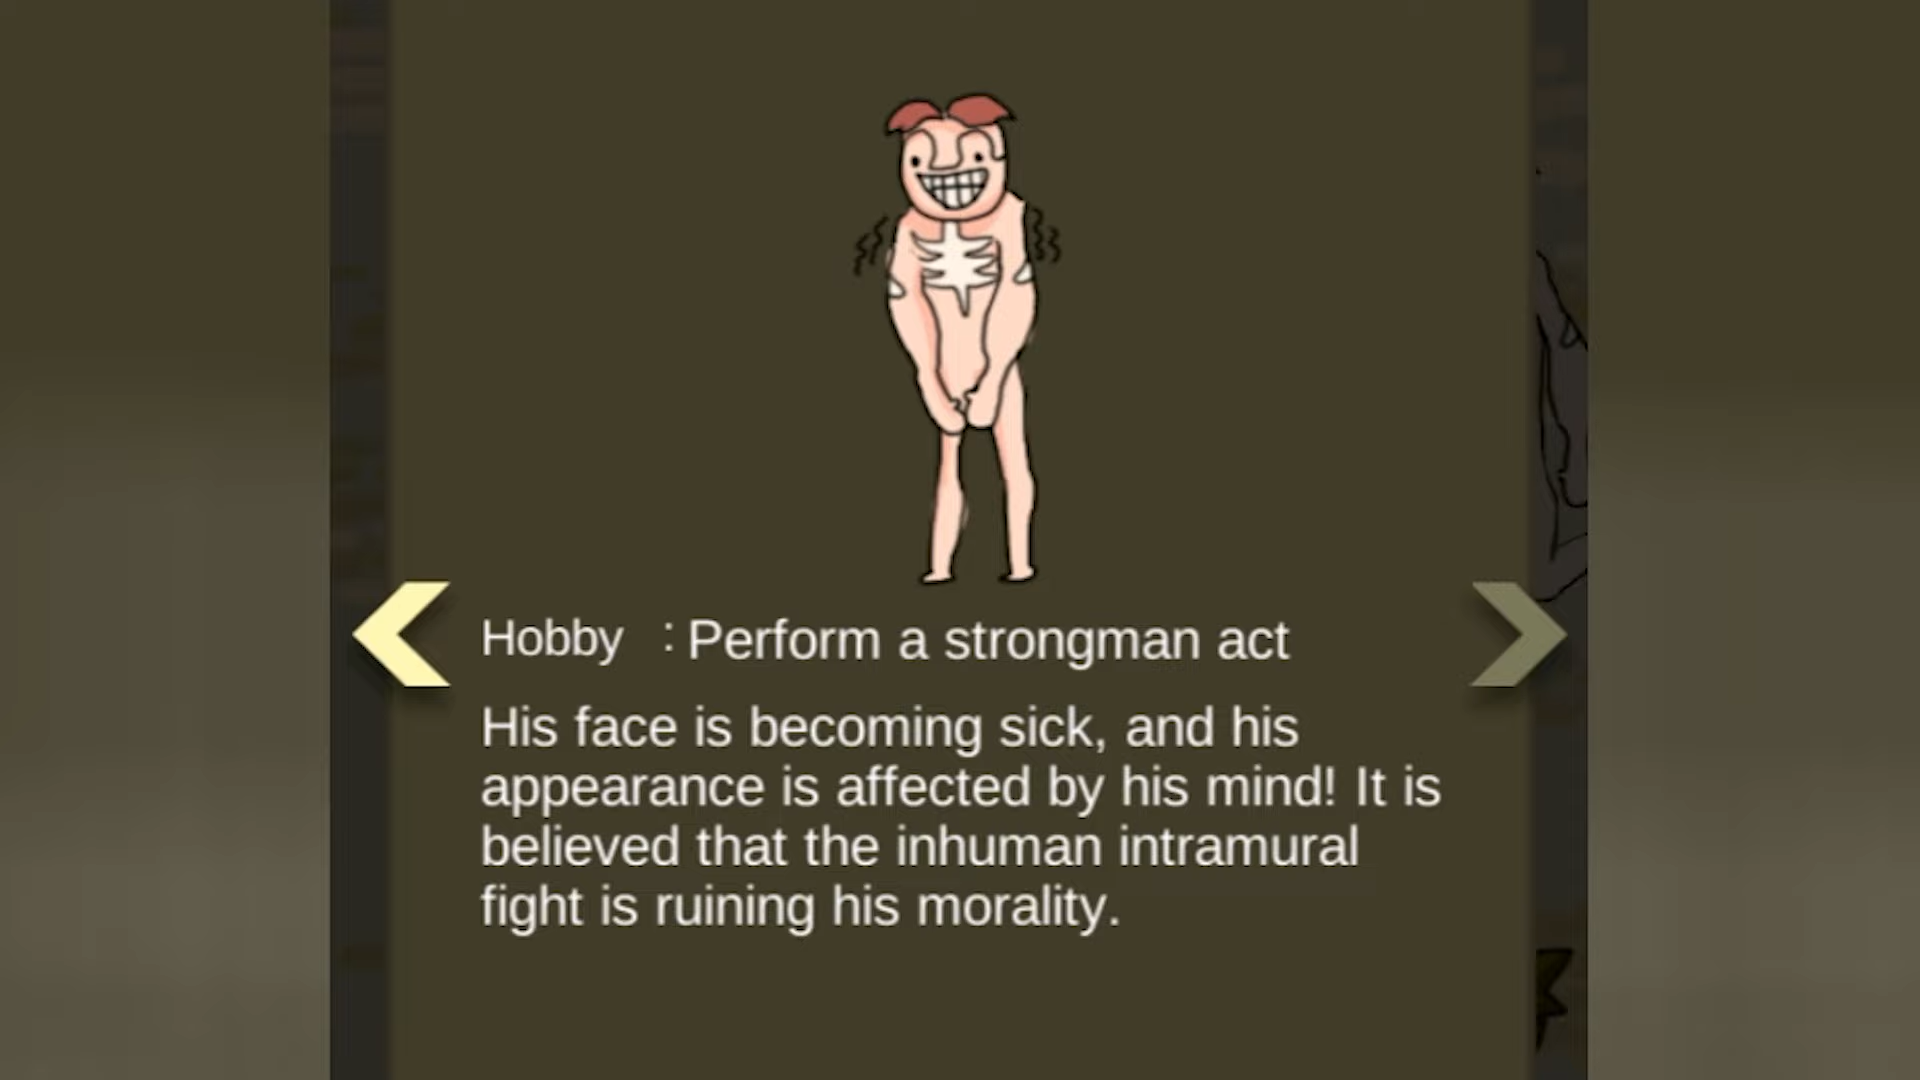 Hobby : Perform a strongman act
His face is becoming sick, and his
appearance is affected by his mind! It is
believed that the inhuman intramural
fight is ruining his morality.